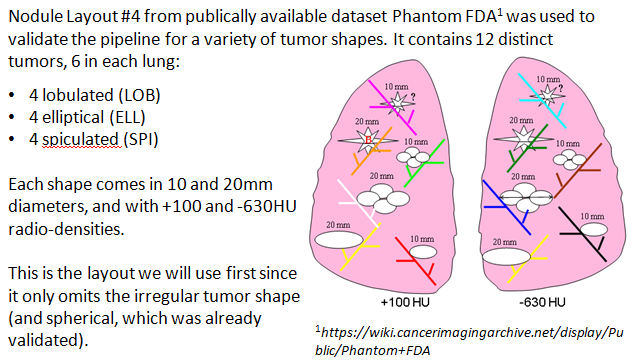 Nodule Layout #4 from publically available dataset Phantom FDA1 was used to
validate the pipeline for a variety of tumor shapes. It contains 12 distinct
tumors, 6 in each lung:
• 4 lobulated (LOB)
• 4 elliptical (ELL)
• 4 spiculated (SPI)
Each shape comes in 10 and 20mm
diameters, and with +100 and -630HU
radio-densities.
This is the layout we will use first since
it only omits the irregular tumor shape
(and spherical, which was already
validated).
10 mm
?
20 mm
10 mm
20 mm
20 mm
10 mm
+100 HU
10 mm
?
20 mm
10 mm
20 mm
20 mm
10 mm
-630 HU
1https://wiki.cancerimagingarchive.net/display/Pu
blic/Phantom+FDA